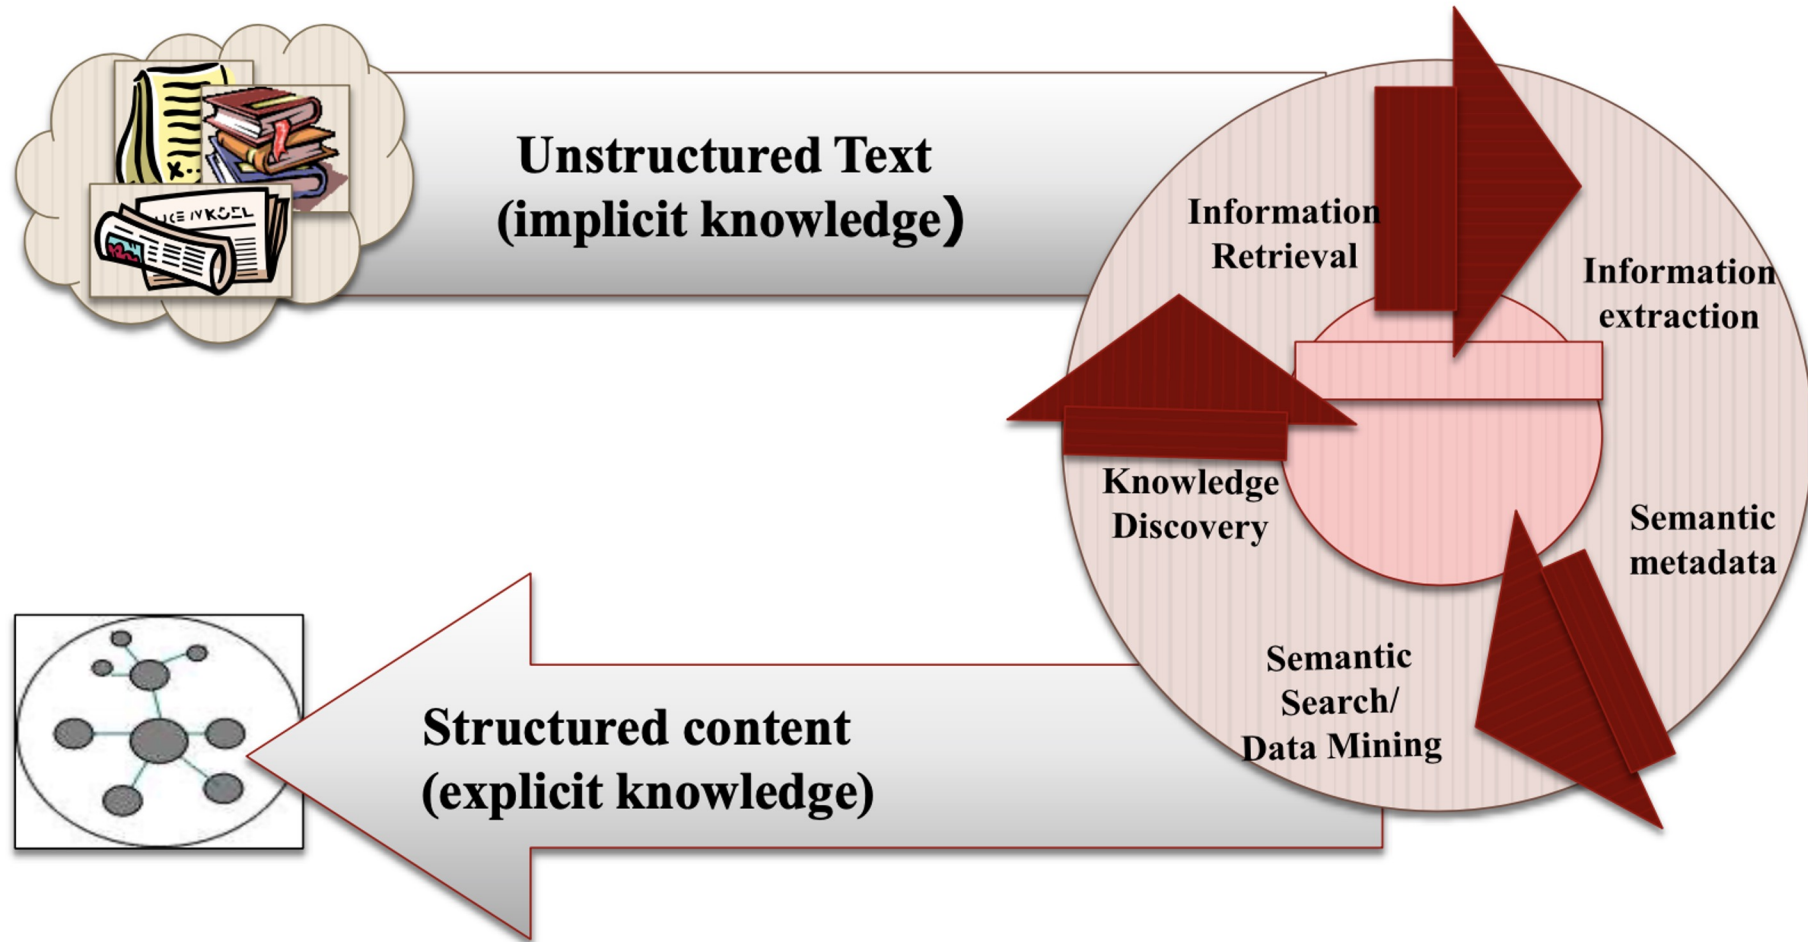 Unstructured Text
(implicit knowledge)
Information
Retrieval
Information
extraction
Knowledge
Discovery
Semantic
metadata
Semantic
Search/
Data Mining
Structured content
(explicit knowledge)